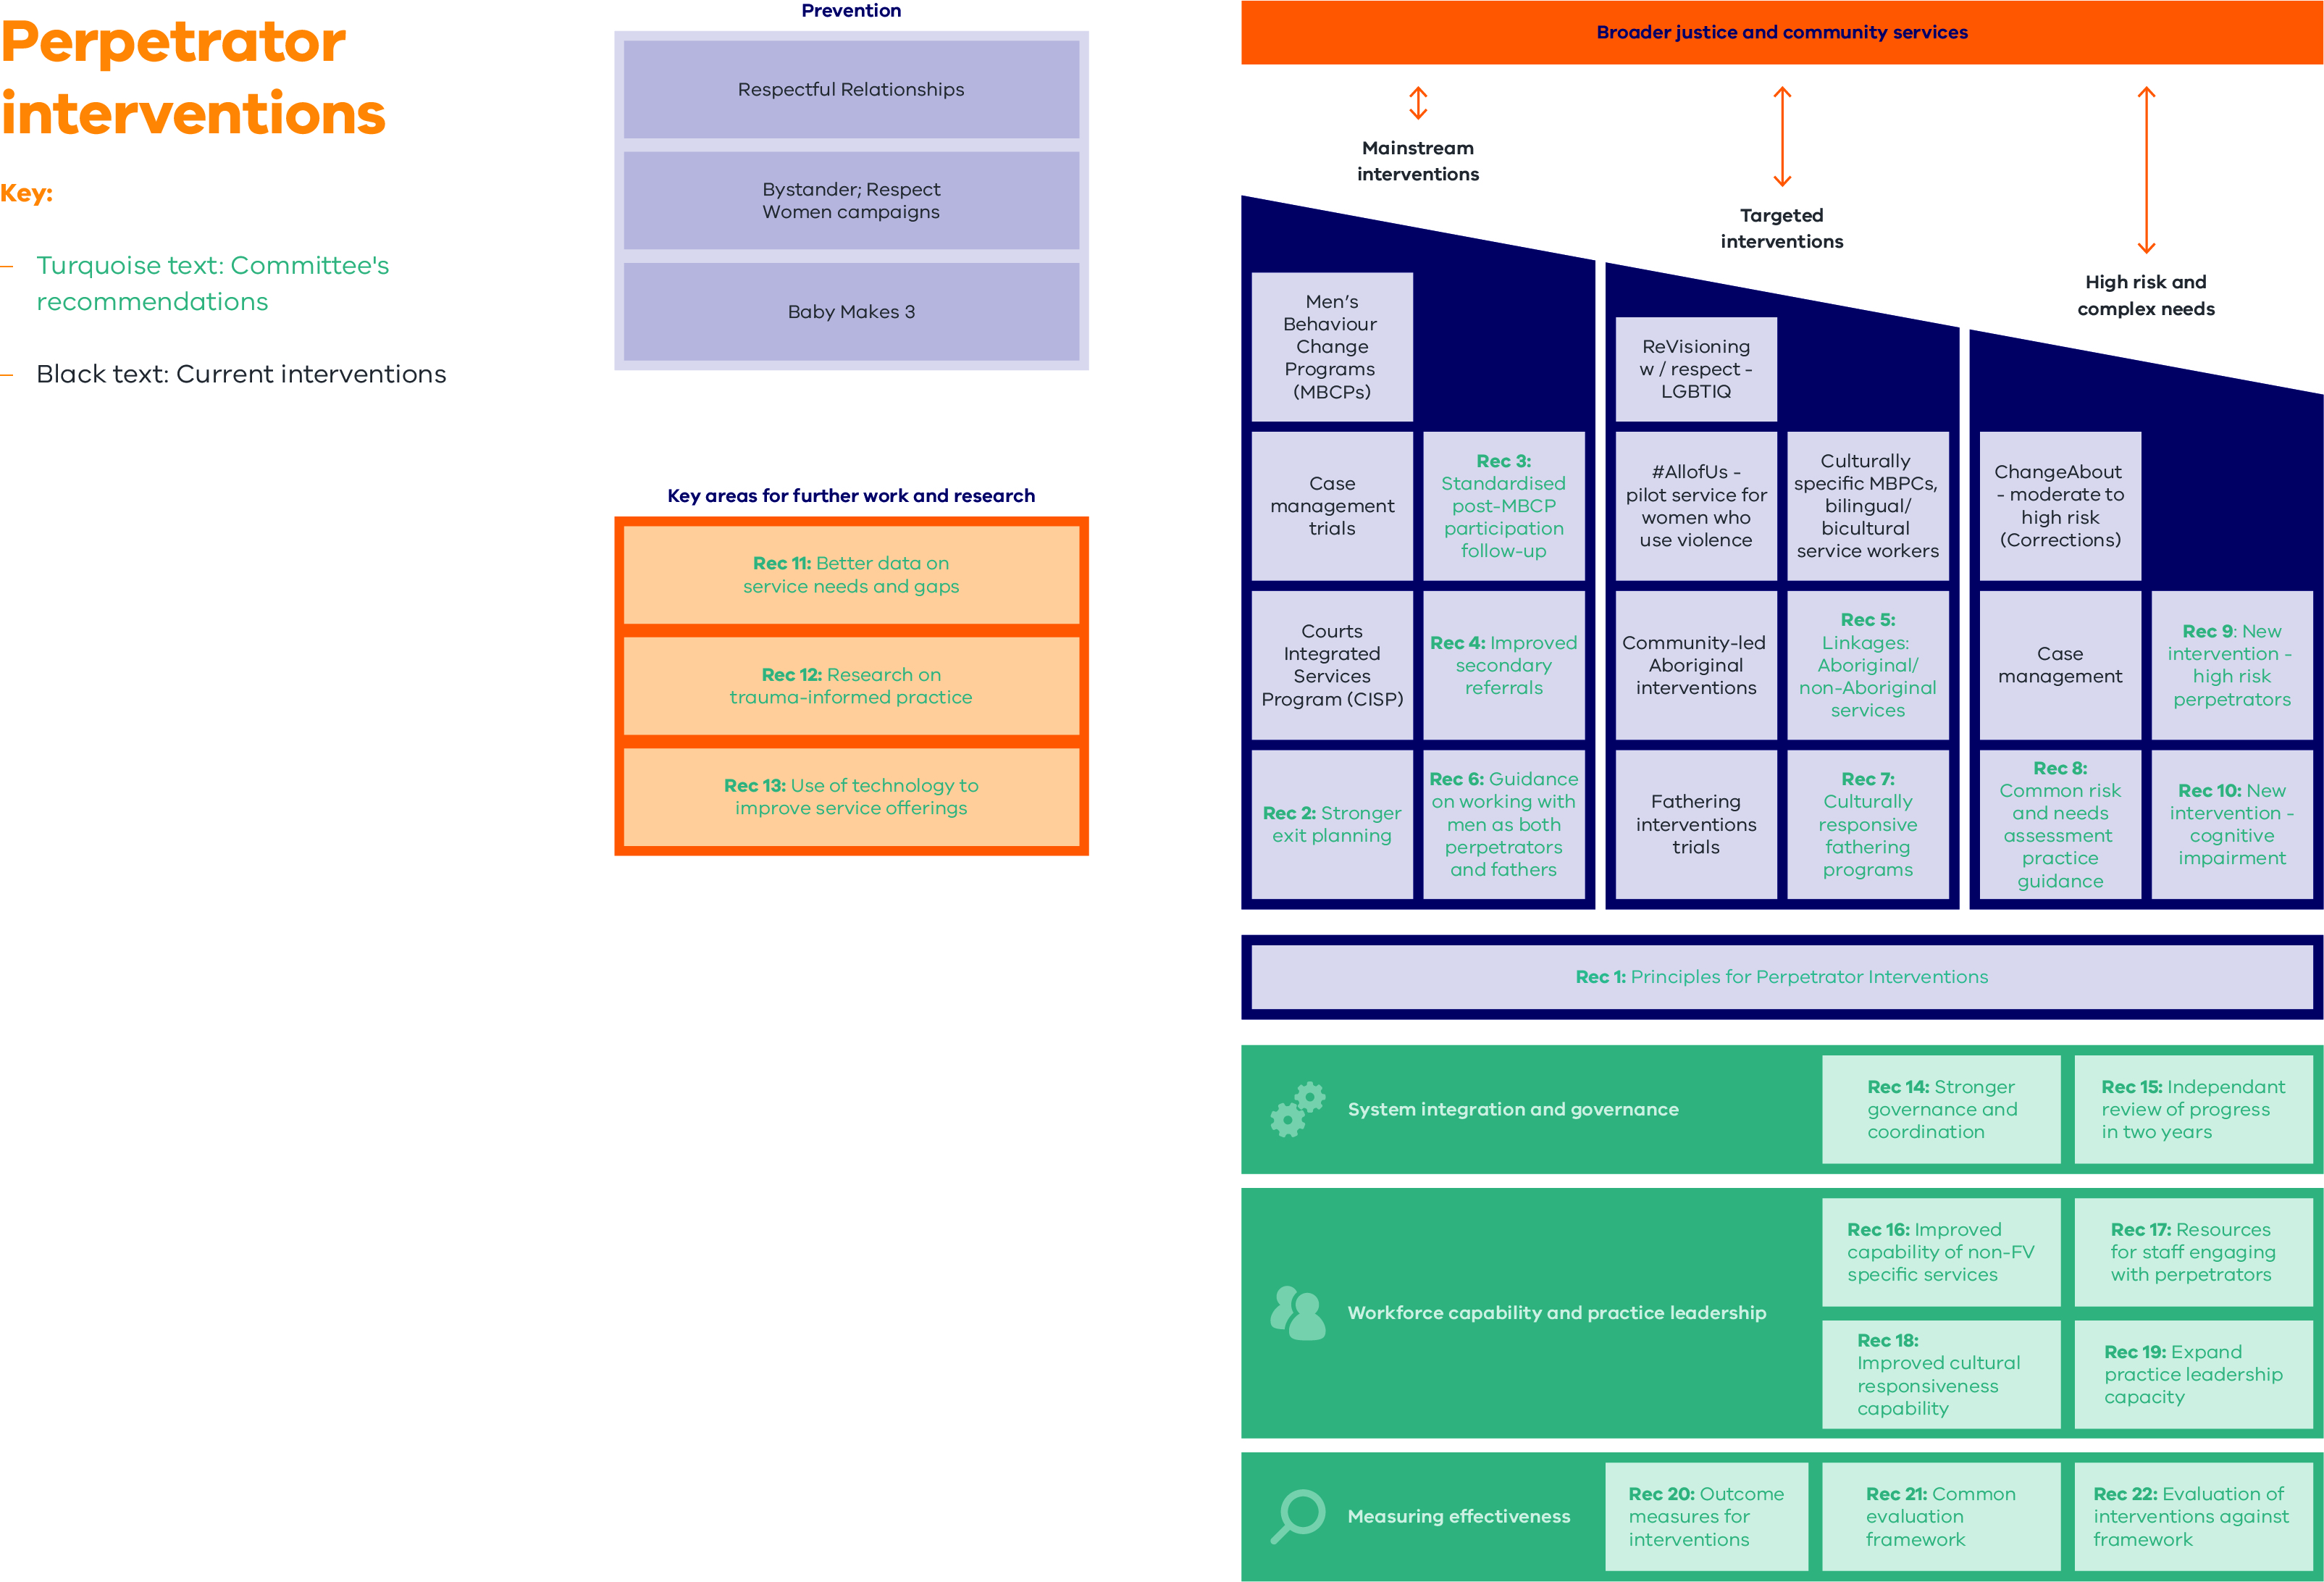 Perpetrator
interventions
Key:
– Turquoise text: Committee's
recommendations
– Black text: Current interventions
Prevention
Respectful Relationships
Bystander; Respect
Women campaigns
Baby Makes 3
Key areas for further work and research
Rec 11: Better data on
service needs and gaps
Rec 12: Research on
trauma-informed practice
Rec 13: Use of technology to
improve service offerings
Broader justice and community services
Mainstream
interventions
Targeted
interventions
High risk and
complex needs
Men’s
Behaviour
Change
Programs
(MBCPs)
Case
management
trials
Rec 3:
Standardised
post-MBCP
participation
follow-up
Courts
Integrated
Services
Program (CISP)
Rec 4: Improved
secondary
referrals
Rec 2: Stronger
exit planning
Rec 6: Guidance
on working with
men as both
perpetrators
and fathers
ReVisioning
w / respect -
LGBTIQ
#AllofUs -
pilot service for
women who
use violence
Culturally
specific MBPCs,
bilingual/
bicultural
service workers
Community-led
Aboriginal
interventions
Rec 5:
Linkages:
Aboriginal/
non-Aboriginal
services
Fathering
interventions
trials
Rec 7:
Culturally
responsive
fathering
programs
ChangeAbout
- moderate to
high risk
(Corrections)
Case
management
Rec 9: New
intervention -
high risk
perpetrators
Rec 8:
Common risk
and needs
assessment
practice
guidance
Rec 10: New
intervention -
cognitive
impairment
Rec 1: Principles for Perpetrator Interventions
System integration and governance
Rec 14: Stronger
governance and
coordination
Rec 15: Independant
review of progress
in two years
Workforce capability and practice leadership
Rec 16: Improved
capability of non-FV
specific services
Rec 17: Resources
for staff engaging
with perpetrators
Rec 18:
Improved cultural
responsiveness
capability
Rec 19: Expand
practice leadership
capacity
Measuring effectiveness
Rec 20: Outcome
measures for
interventions
Rec 21: Common
evaluation
framework
Rec 22: Evaluation of
interventions against
framework